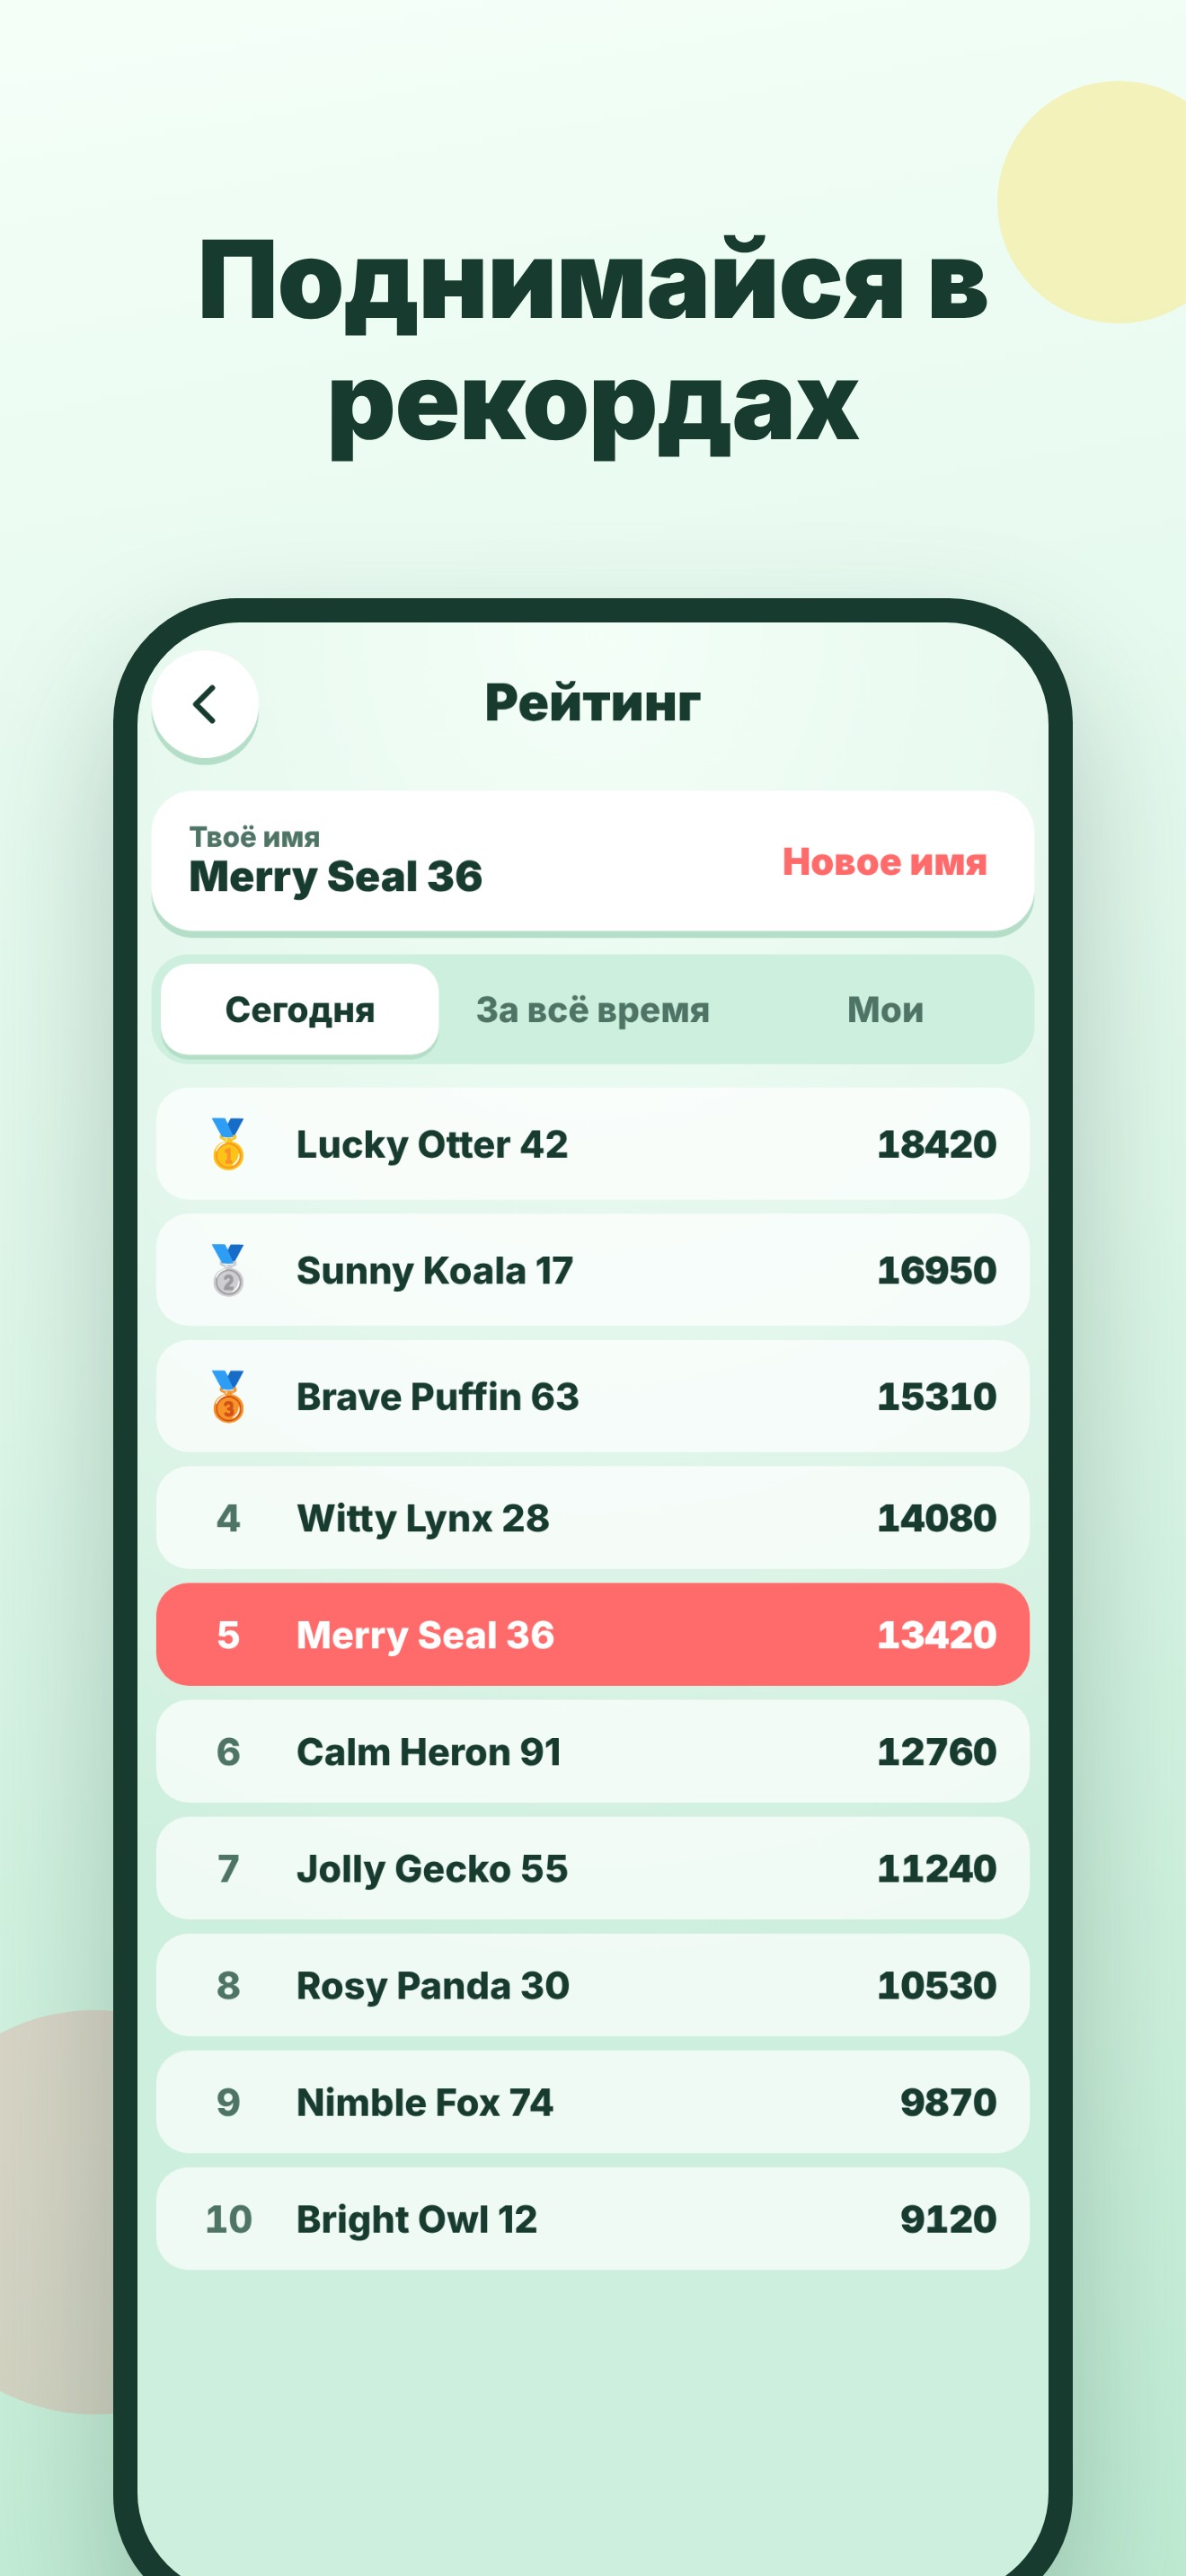 Поднимайся в
рекордах
Рейтинг
Твоё имя
Merry Seal 36
Новое имя
Сегодня За всё время Мои
1 Lucky Otter 42 18420
2 Sunny Koala 17 16950
3 Brave Puffin 63 15310
4 Witty Lynx 28 14080
5 Merry Seal 36 13420
6 Calm Heron 91 12760
7 Jolly Gecko 55 11240
8 Rosy Panda 30 10530
9 Nimble Fox 74 9870
10 Bright Owl 12 9120